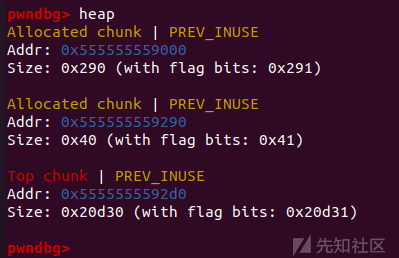 pwndbg> heap
Allocated chunk | PREV_INUSE
Addr: 0x555555559000
Size: 0x290 (with flag bits: 0x291)
Allocated chunk | PREV_INUSE
Addr: 0x555555559290
Size: 0x40 (with flag bits: 0x41)
Top chunk | PREV_INUSE
Addr: 0x5555555592d0
Size: 0x20d30 (with flag bits: 0x20d31)
pwndbg>
先知社区